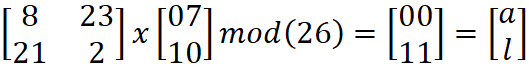 [8 23 21 2] x [07 10] mod(26) = [00 11] = [a l]